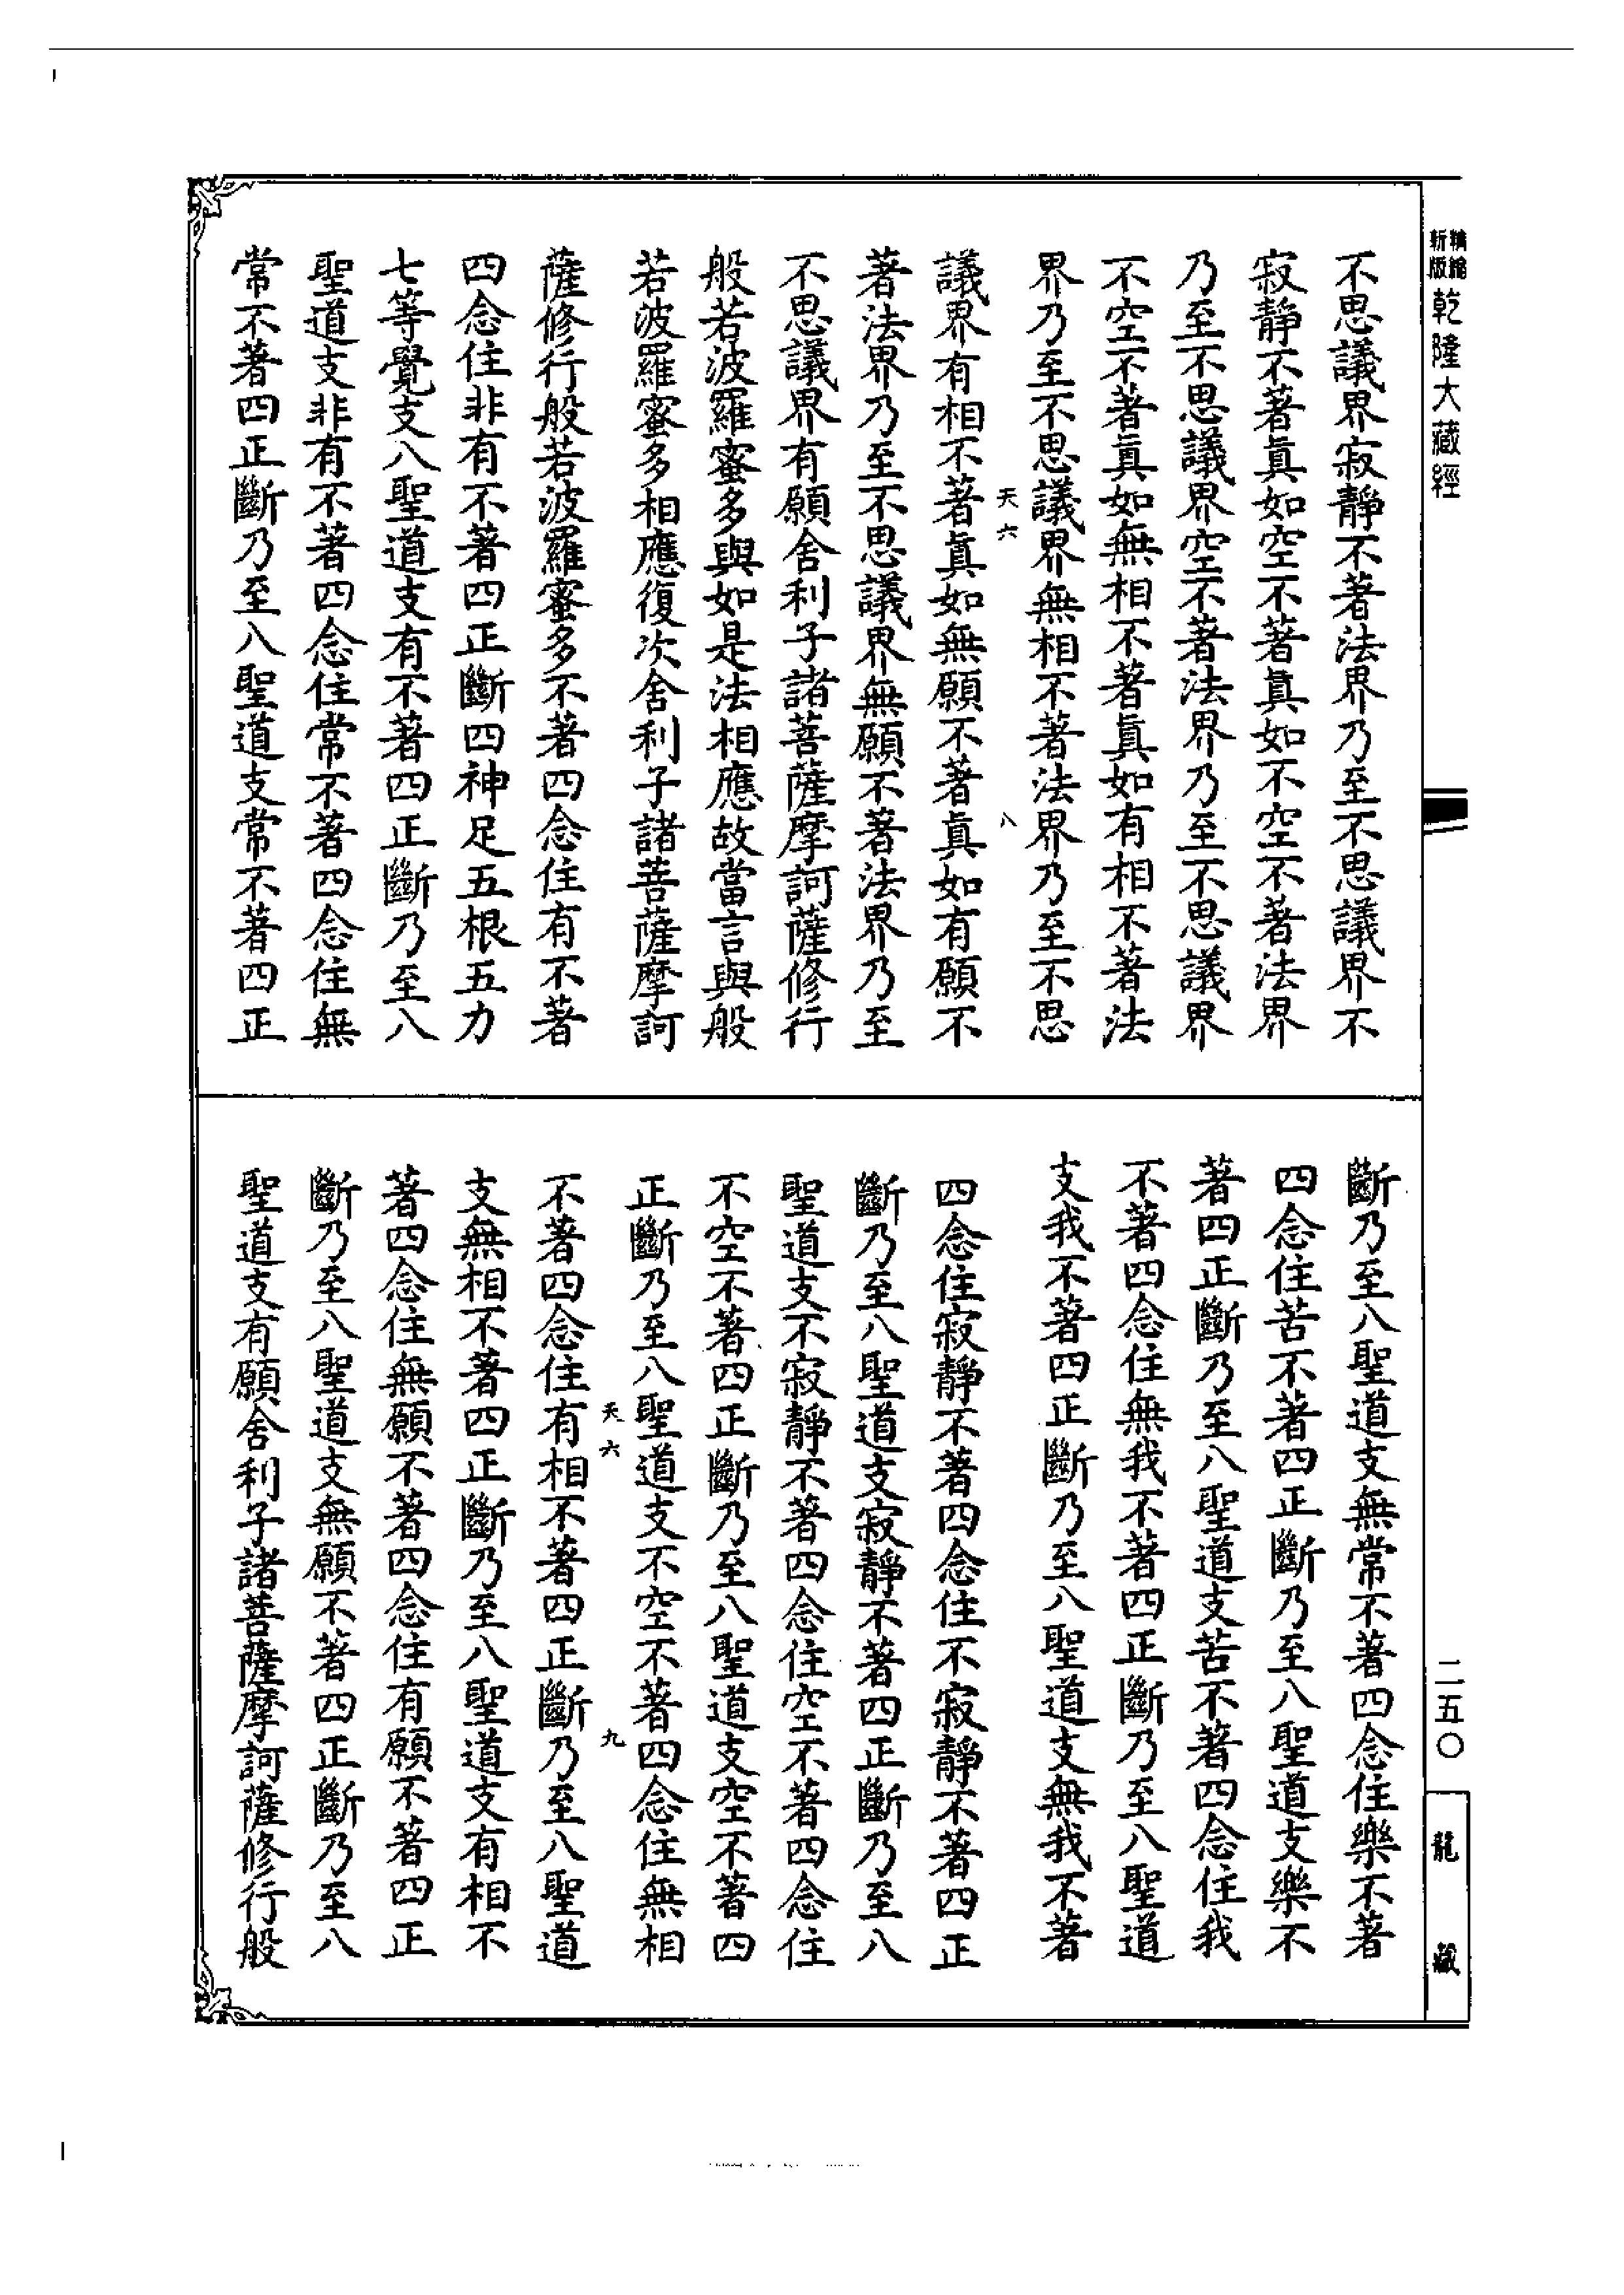 精縮新版乾隆大藏經
不思議界寂靜不著法界乃至不思議界不
寂靜不著真如空不著真如不空不著法界
乃至不思議界空不著法界乃至不思議界
不空不著真如無相不著真如有相不著法
界乃至不思議界無相不著法界乃至不思
天六 八
議界有相不著真如無願不著真如有願不
著法界乃至不思議界無願不著法界乃至
不思議界有願舍利子諸菩薩摩訶薩修行
般若波羅蜜多與如是法相應故當言與般
若波羅蜜多相應復次舍利子諸菩薩摩訶
薩修行般若波羅蜜多不著四念住有不著
四念住非有不著四正斷四神足五根五力
七等覺支八聖道支有不著四正斷乃至八
聖道支非有不著四念住常不著四念住無
常不著四正斷乃至八聖道支常不著四正
斷乃至八聖道支無常不著四念住樂不著
四念住苦不著四正斷乃至八聖道支樂不
著四正斷乃至八聖道支苦不著四念住我
不著四念住無我不著四正斷乃至八聖道
支我不著四正斷乃至八聖道支無我不著
四念住寂靜不著四念住不寂靜不著四正
斷乃至八聖道支寂靜不著四正斷乃至八
聖道支不寂靜不著四念住空不著四念住
不空不著四正斷乃至八聖道支空不著四
正斷乃至八聖道支不空不著四念住無相
天六 九
不著四念住有相不著四正斷乃至八聖道
支無相不著四正斷乃至八聖道支有相不
著四念住無願不著四念住有願不著四正
斷乃至八聖道支無願不著四正斷乃至八
聖道支有願舍利子諸菩薩摩訶薩修行般
二五〇
龍藏